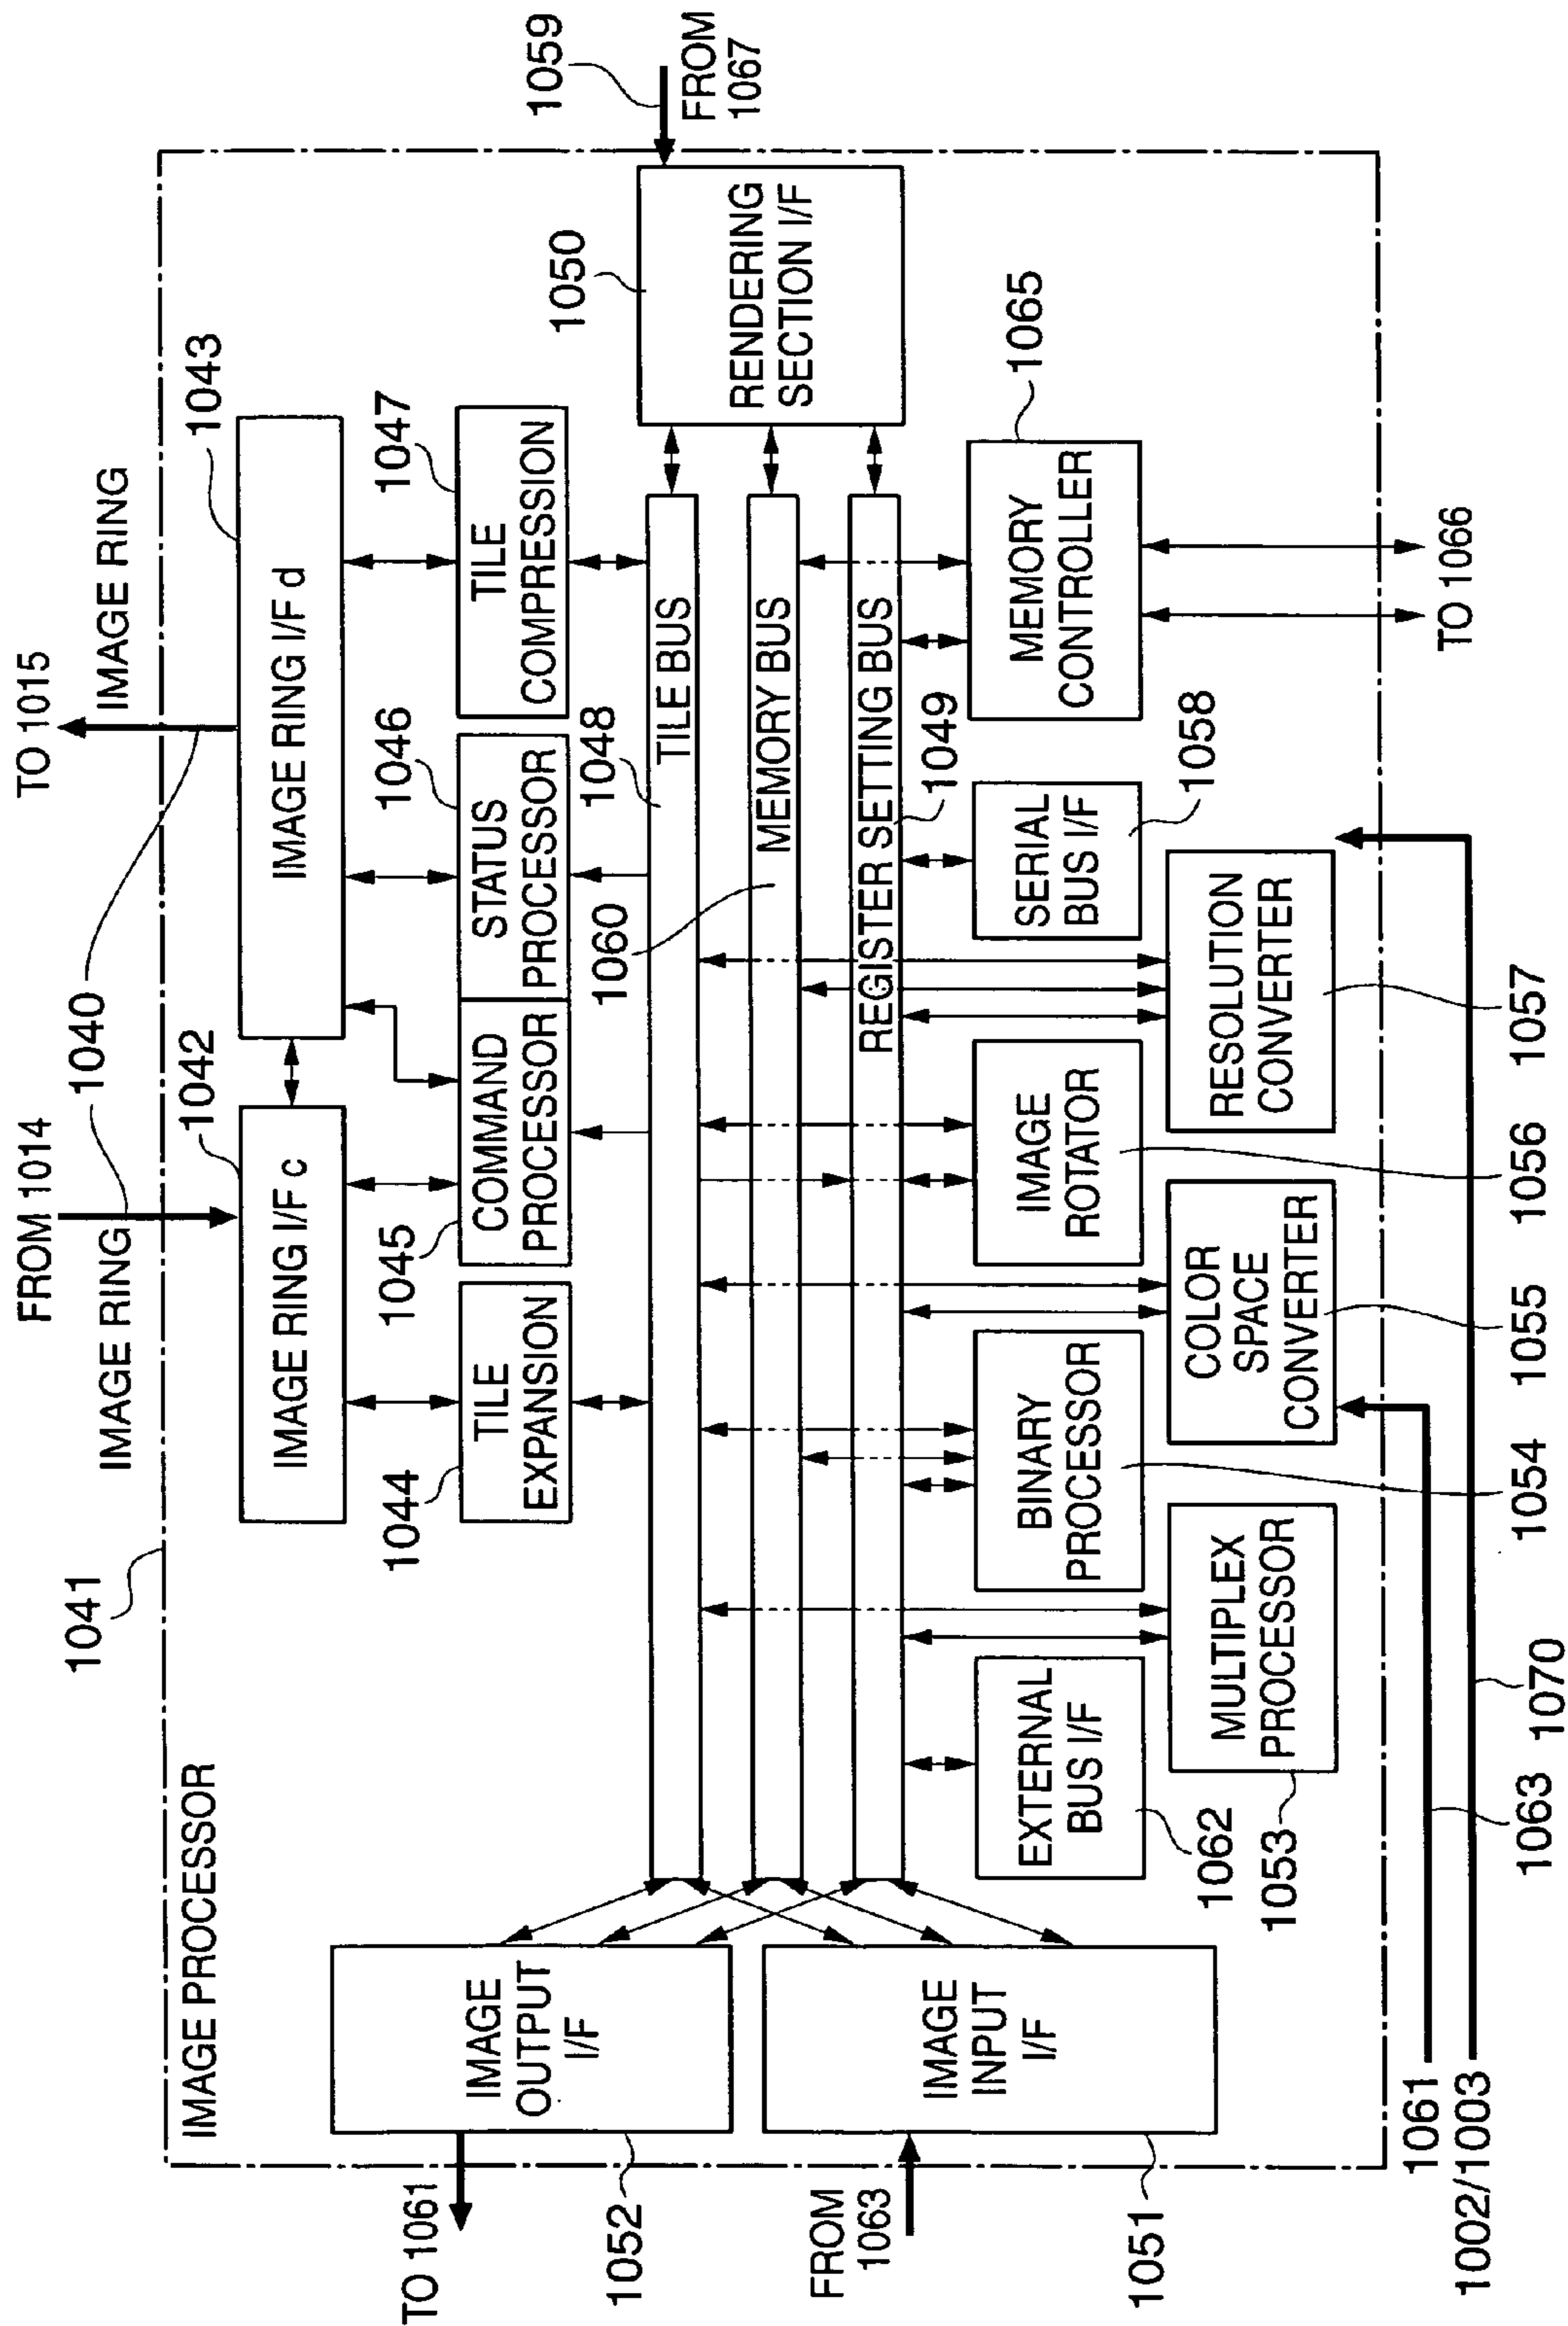 FROM 1014
IMAGE RING
1040
TO 1015
IMAGE RING
1041
IMAGE PROCESSOR
1042
IMAGE RING I/F c
1043
IMAGE RING I/F d
1044
TILE
EXPANSION
1045
COMMAND
PROCESSOR
1046
STATUS
PROCESSOR
1047
TILE
COMPRESSION
1060
1048
TILE BUS
MEMORY BUS
REGISTER SETTING BUS
1049
1059
FROM
1067
1050
RENDERING
SECTION I/F
IMAGE
OUTPUT
I/F
TO 1061
1052
IMAGE
INPUT
I/F
FROM
1063
1051
EXTERNAL
BUS I/F
1062
MULTIPLEX
PROCESSOR
1053
BINARY
PROCESSOR
1054
COLOR
SPACE
CONVERTER
1055
IMAGE
ROTATOR
1056
RESOLUTION
CONVERTER
1057
SERIAL
BUS I/F
1058
MEMORY
CONTROLLER
1065
TO 1066
1061
1002/1003
1063
1070